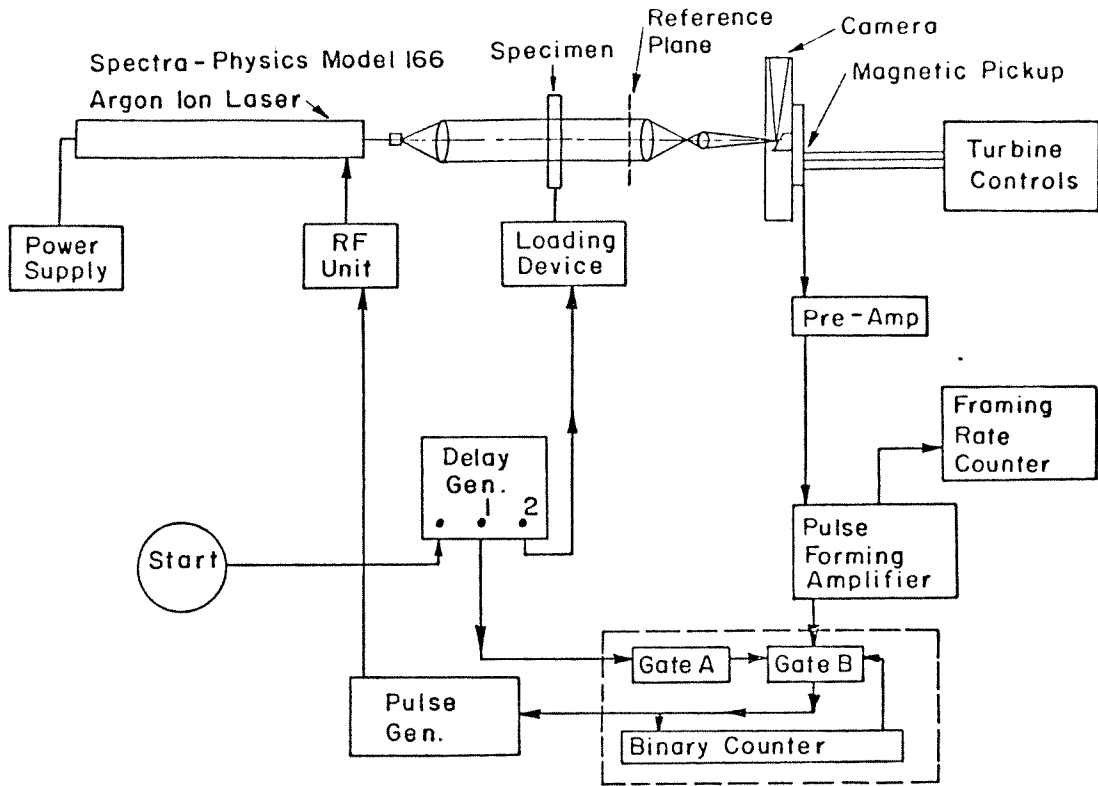 Reference
Plane
Camera
Specimen
Spectra-Physics Model 166
Argon Ion Laser
Magnetic Pickup
Turbine
Controls
Power
Supply
RF
Unit
Loading
Device
Pre-Amp
Framing
Rate
Counter
Delay
Gen.
1
2
Start
Pulse
Forming
Amplifier
Gate A
Gate B
Pulse
Gen.
Binary Counter